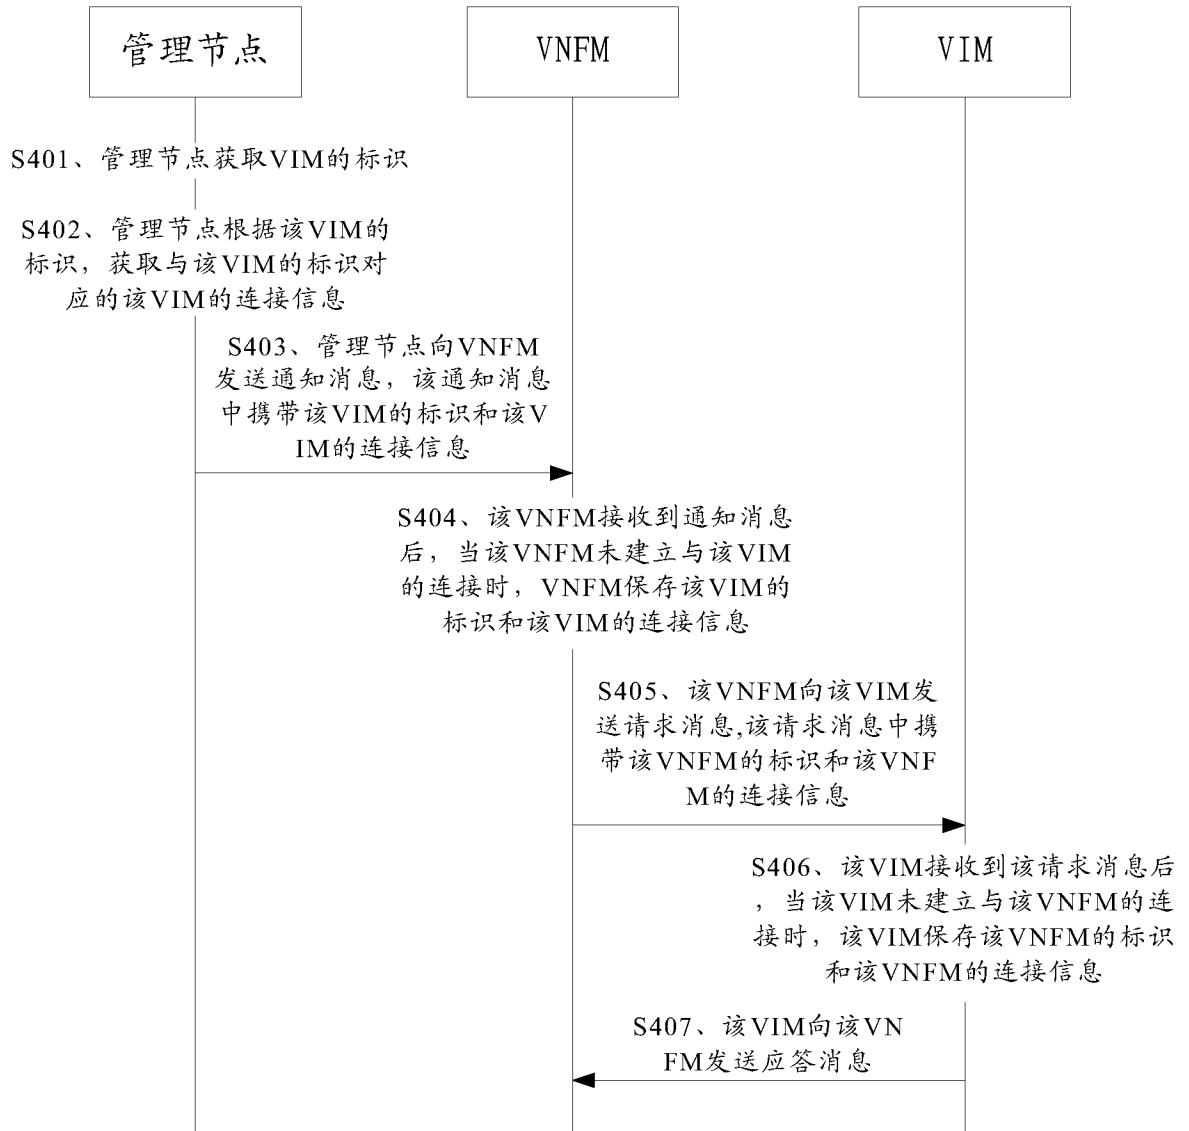 管理节点
VNFM
VIM
S401、管理节点获取VIM的标识
S402、管理节点根据该VIM的
标识，获取与该VIM的标识对
应的该VIM的连接信息
S403、管理节点向VNFM
发送通知消息，该通知消息
中携带该VIM的标识和该V
IM的连接信息
S404、该VNFM接收到通知消息
后，当该VNFM未建立与该VIM
的连接时，VNFM保存该VIM的
标识和该VIM的连接信息
S405、该VNFM向该VIM发
送请求消息,该请求消息中携
带该VNFM的标识和该VNF
M的连接信息
S406、该VIM接收到该请求消息后
，当该VIM未建立与该VNFM的连
接时，该VIM保存该VNFM的标识
和该VNFM的连接信息
S407、该VIM向该VN
FM发送应答消息